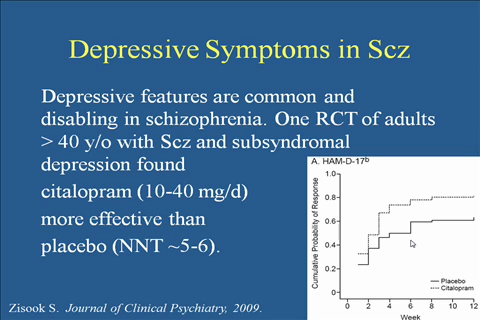 Depressive Symptoms in Scz
Depressive features are common and
disabling in schizophrenia. One RCT of adults
> 40 y/o with Scz and subsyndromal
depression found
citalopram (10-40 mg/d)
more effective than
placebo (NNT ~5-6).
A. HAM-D-17b
Cumulative Probability of Response
1.0
0.8
0.6
0.4
0.2
0
2 4 6 8 10 12
Week
Placebo
Citalopram
Zisook S. Journal of Clinical Psychiatry, 2009.